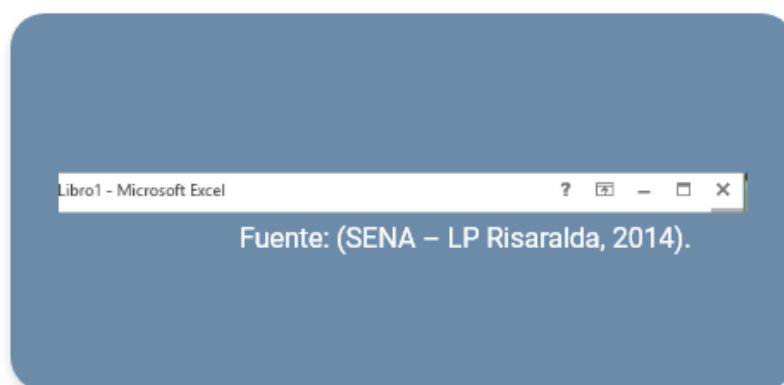 Libro1 - Microsoft Excel ?
Fuente: (SENA – LP Risaralda, 2014).